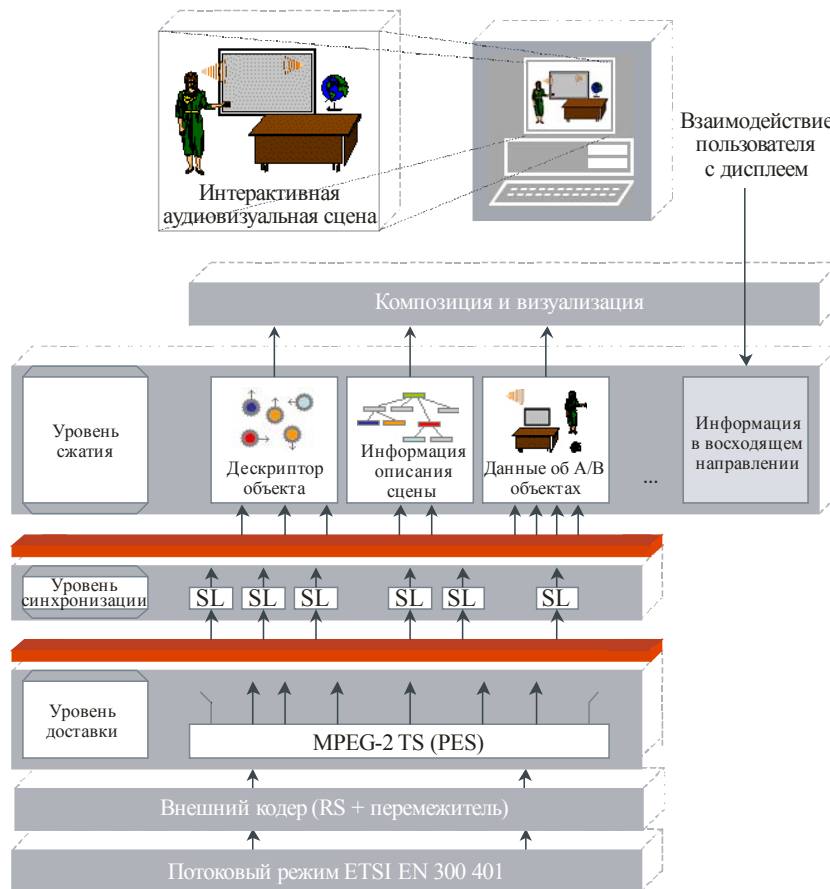 Интерактивная
аудиовизуальная сцена
Взаимодействие
пользователя
с дисплеем
Композиция и визуализация
Уровень
сжатия
Дескриптор
объекта
Информация
описания
сцены
Данные об А/В
объектах
...
Информация
в восходящем
направлении
Уровень
синхронизации
SL SL SL SL SL SL
Уровень
доставки
MPEG-2 TS (PES)
Внешний кодер (RS + перемежитель)
Потоковый режим ETSI EN 300 401